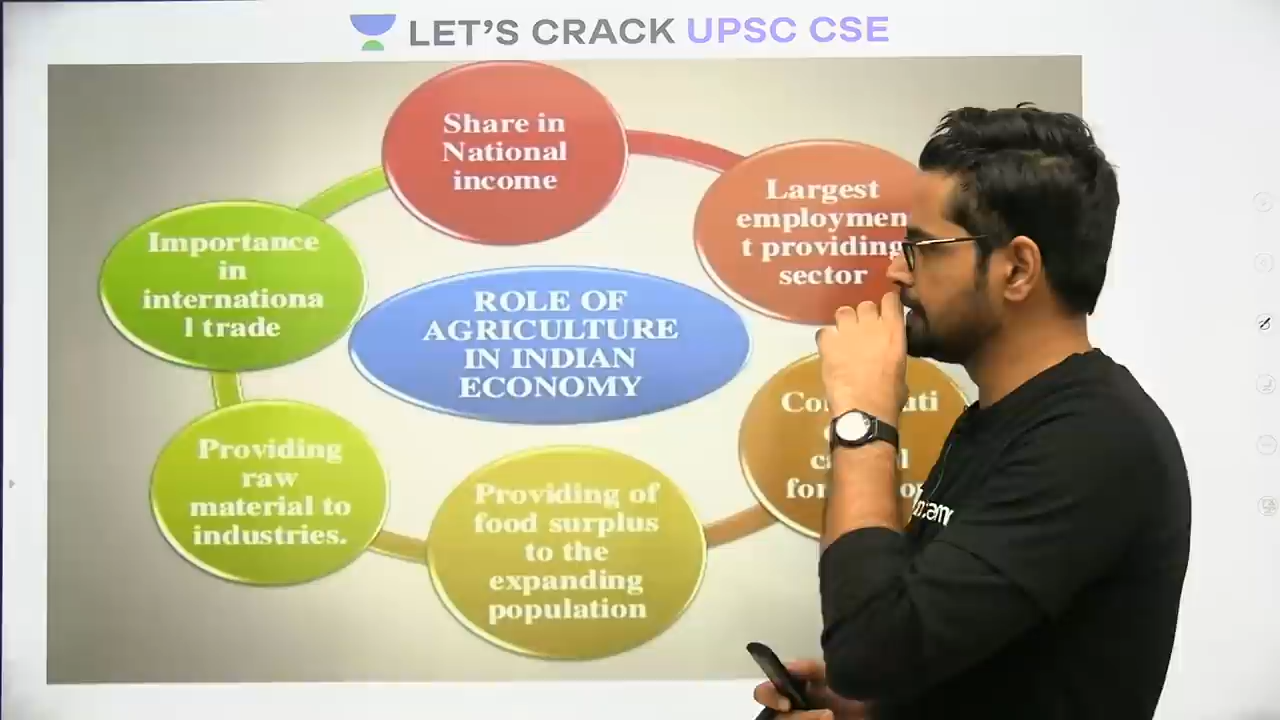 LET'S CRACK UPSC CSE
Share in
National
income
Largest
employmen
t providing
sector
Importance
in
internationa
l trade
ROLE OF
AGRICULTURE
IN INDIAN
ECONOMY
Providing
raw
material to
industries.
Providing of
food surplus
to the
expanding
population